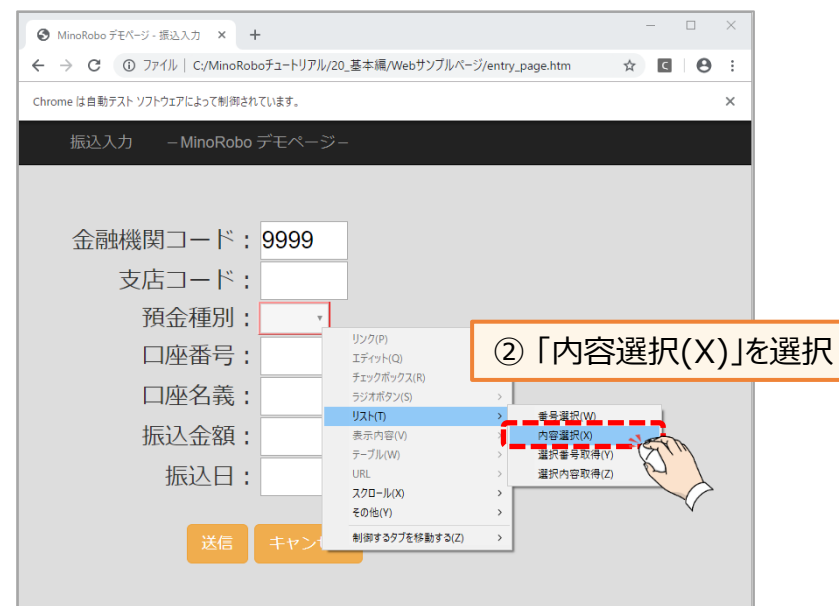 MinoRobo デモページ - 振込入力
ファイル | C:/MinoRoboチュートリアル/20_基本編/Webサンプルページ/entry_page.htm
C
Chrome は自動テスト ソフトウェアによって制御されています。
振込入力 －MinoRobo デモページ－
金融機関コード： 9999
支店コード：
預金種別：
口座番号：
口座名義：
振込金額：
振込日：
送信 キャンセ
リンク(P)
エディット(Q)
チェックボックス(R)
ラジオボタン(S)
リスト(T)
表示内容(V)
テーブル(W)
URL
スクロール(X)
その他(Y)
制御するタブを移動する(Z)
番号選択(W)
内容選択(X)
選択番号取得(Y)
選択内容取得(Z)
②「内容選択(X)」を選択